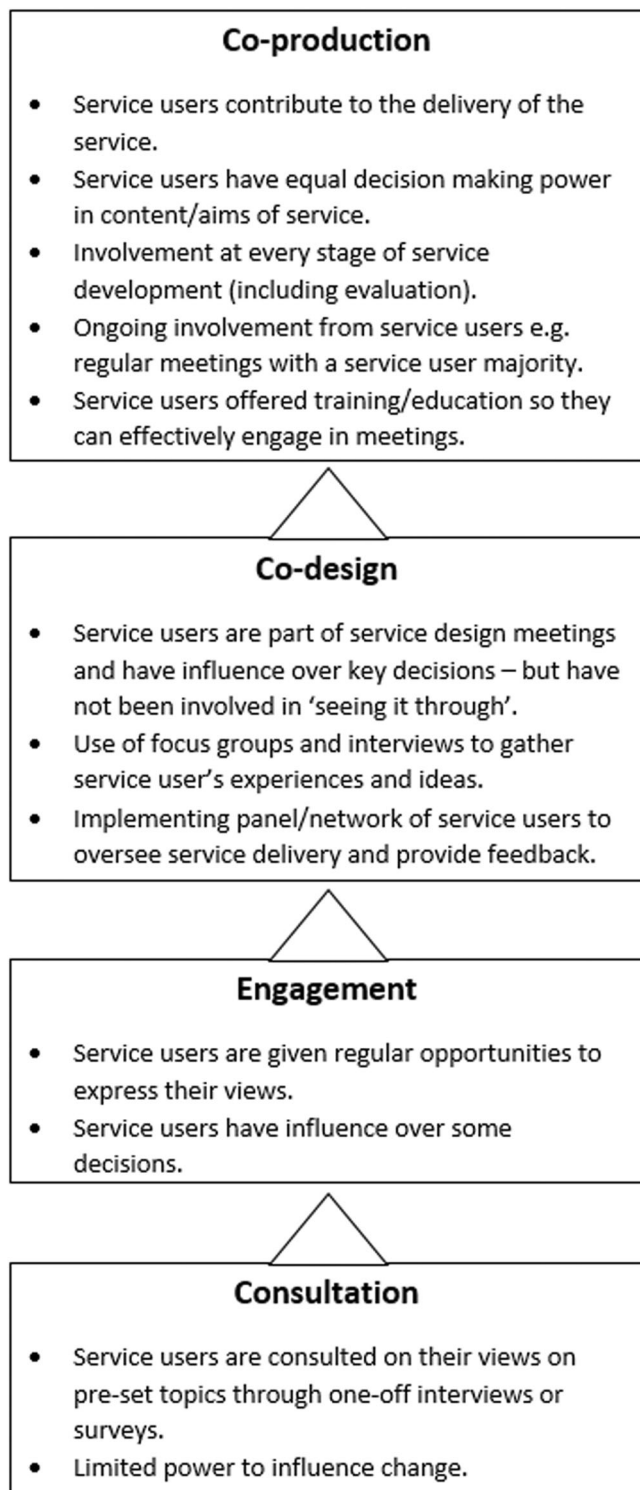 Co-production
• Service users contribute to the delivery of the
service.
• Service users have equal decision making power
in content/aims of service.
• Involvement at every stage of service
development (including evaluation).
• Ongoing involvement from service users e.g.
regular meetings with a service user majority.
• Service users offered training/education so they
can effectively engage in meetings.
Co-design
• Service users are part of service design meetings
and have influence over key decisions – but have
not been involved in ‘seeing it through’.
• Use of focus groups and interviews to gather
service user’s experiences and ideas.
• Implementing panel/network of service users to
oversee service delivery and provide feedback.
Engagement
• Service users are given regular opportunities to
express their views.
• Service users have influence over some
decisions.
Consultation
• Service users are consulted on their views on
pre-set topics through one-off interviews or
surveys.
• Limited power to influence change.